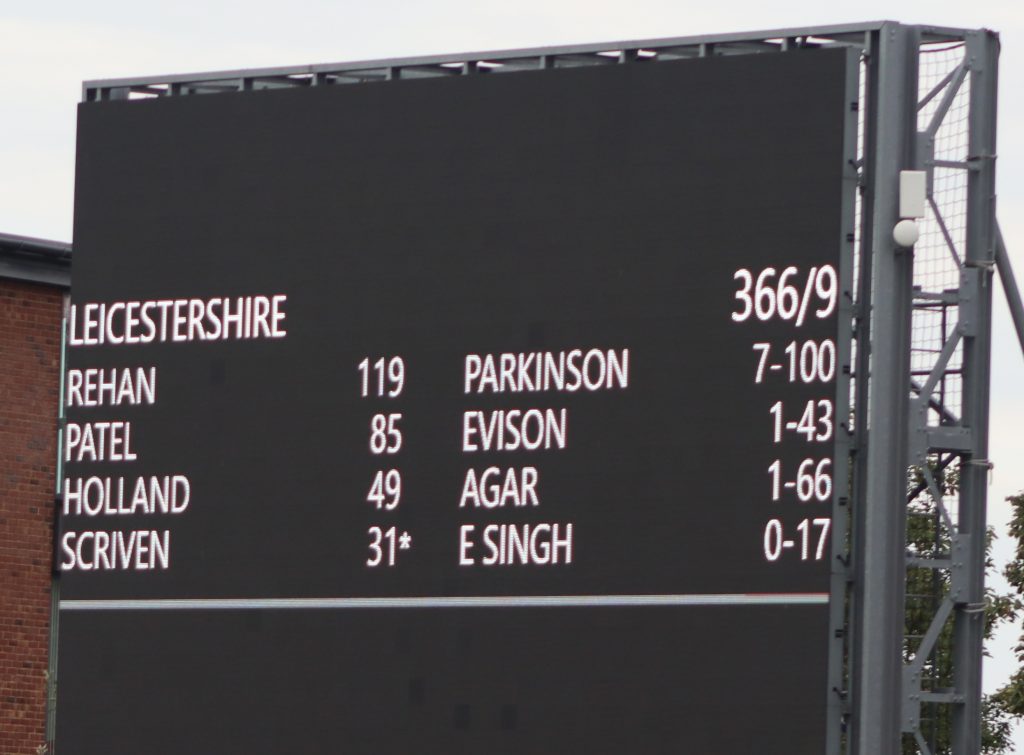 LEICESTERSHIRE 366/9
REHAN 119 PARKINSON 7-100
PATEL 85 EVISON 1-43
HOLLAND 49 AGAR 1-66
SCRIVEN 31* E SINGH 0-17